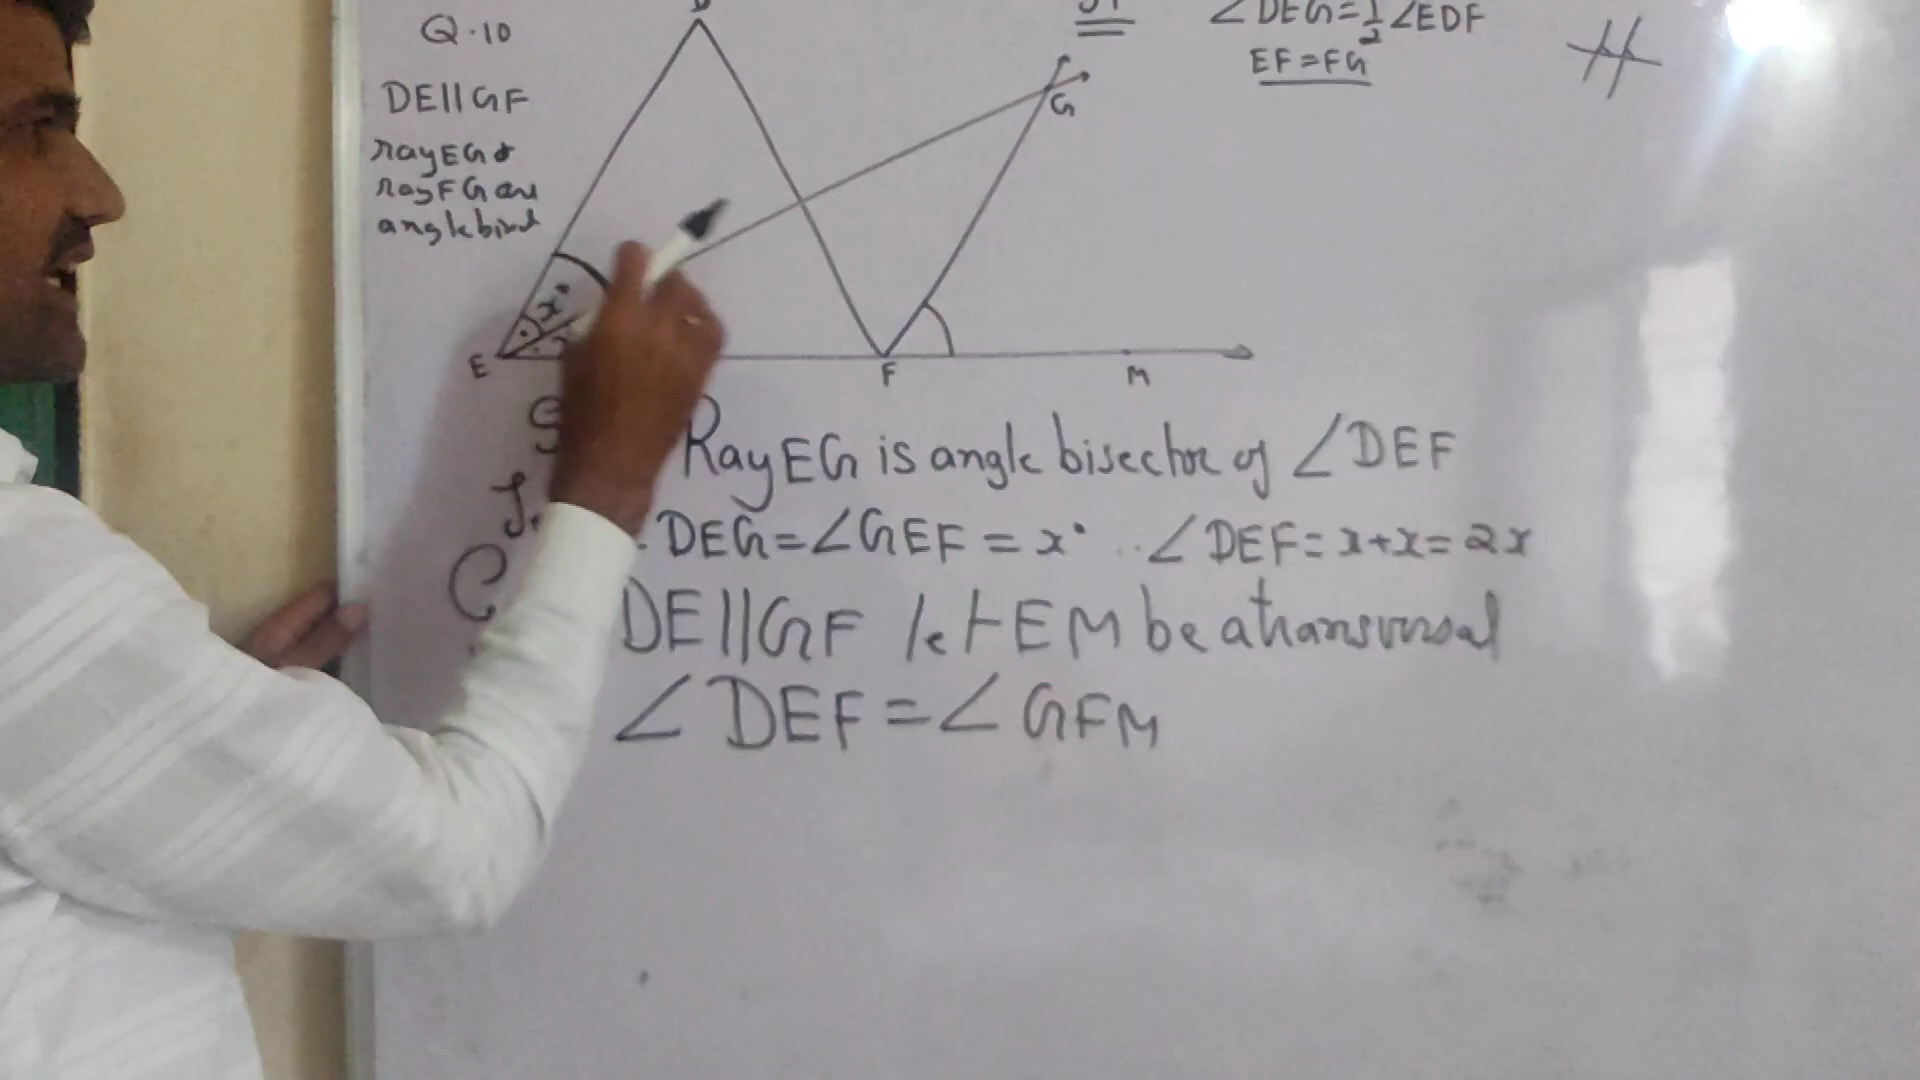 Q.10
∠DEG=1/2 ∠EDF
EF=FG
DE||GF
ray EG &
ray FG are
angle bisect
G
x°
E
F
M
Ray EG is angle bisector of ∠DEF
DEG=∠GEF=x° ∴∠DEF=x+x=2x
DE||GF let EM be a transversal
∠DEF=∠GFM